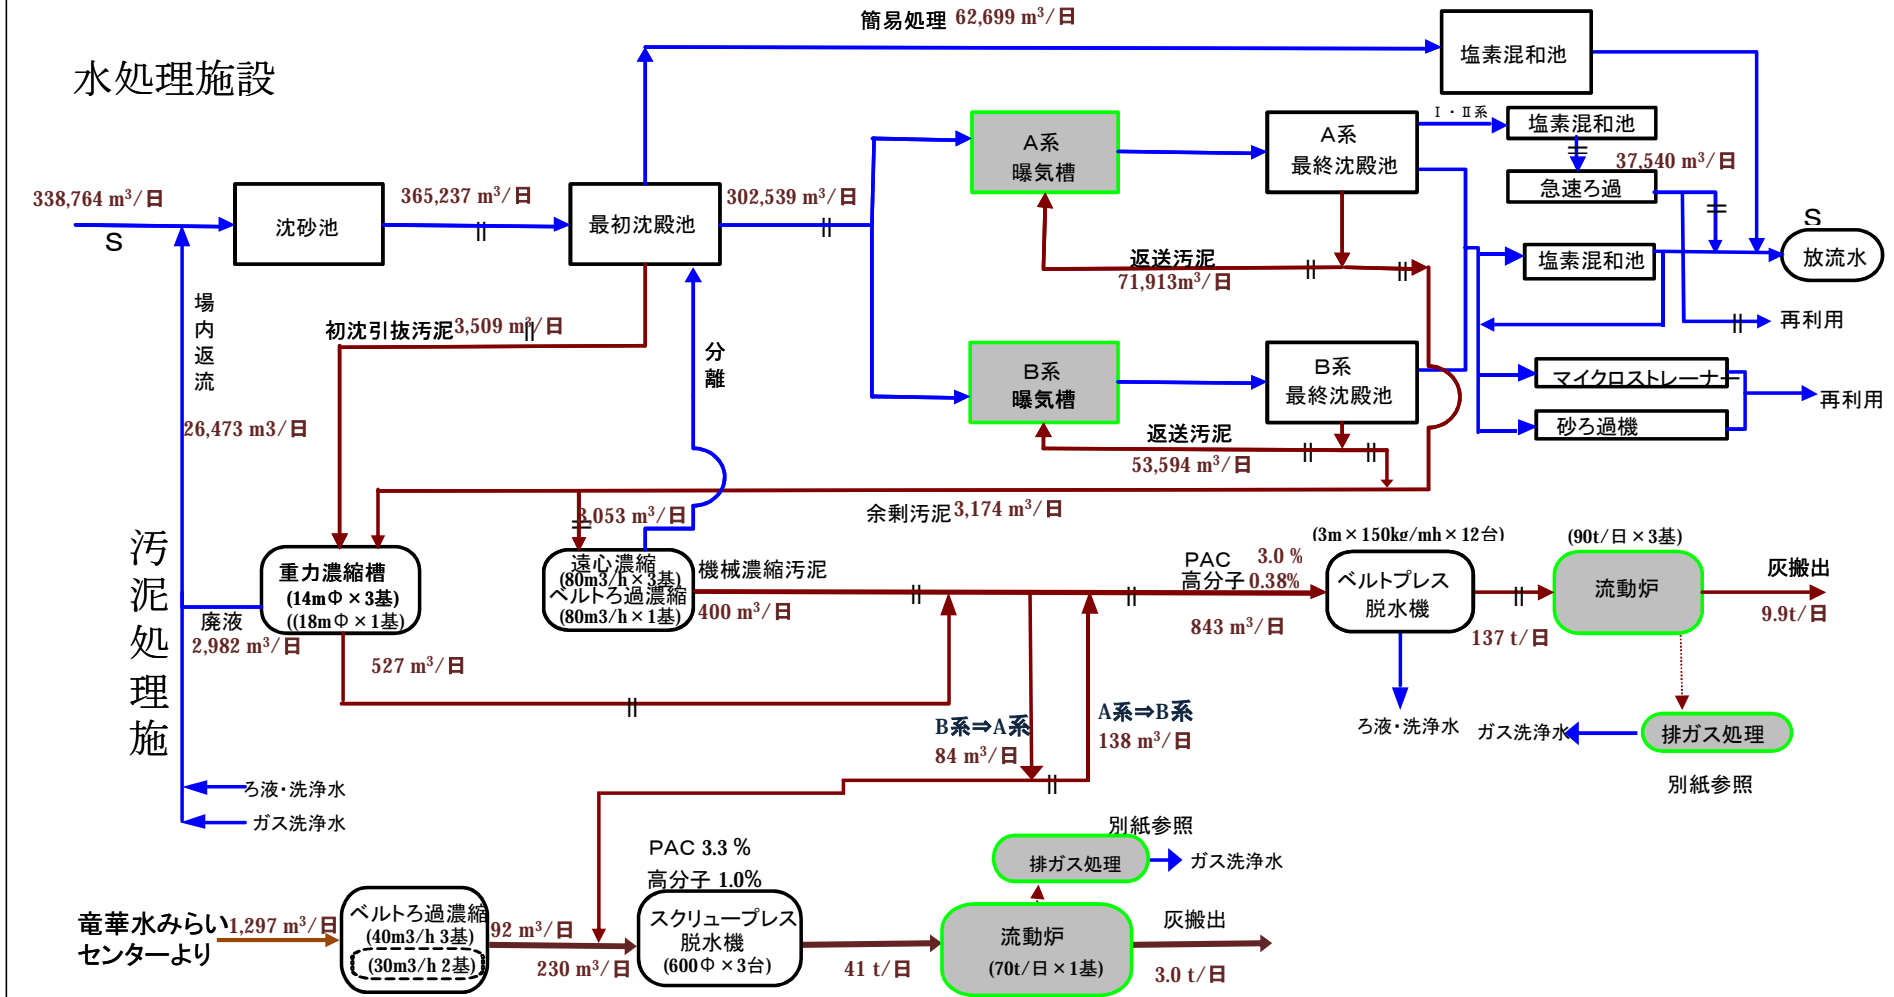 簡易処理 62,699 m³/日
塩素混和池
水処理施設
Ⅰ・Ⅱ系
塩素混和池
A系
曝気槽
A系
最終沈殿池
37,540 m³/日
急速ろ過
338,764 m³/日
365,237 m³/日
302,539 m³/日
S
沈砂池
最初沈殿池
S
放流水
返送汚泥
71,913m³/日
塩素混和池
場内返流
初沈引抜汚泥 3,509 m³/日
分離
再利用
B系
曝気槽
B系
最終沈殿池
マイクロストレーナー
再利用
砂ろ過機
26,473 m3/日
返送汚泥
53,594 m³/日
余剰汚泥 3,174 m³/日
3,053 m³/日
汚泥処理施
重力濃縮槽
(14mΦ×3基)
((18mΦ×1基)
遠心濃縮
(80m3/h×3基)
ベルトろ過濃縮
(80m3/h×1基)
機械濃縮汚泥
400 m³/日
PAC 3.0 %
高分子 0.38%
843 m³/日
(3m×150kg/mh×12台)
ベルトプレス
脱水機
(90t/日×3基)
流動炉
灰搬出
9.9t/日
137 t/日
廃液
2,982 m³/日
527 m³/日
B系⇒A系
84 m³/日
A系⇒B系
138 m³/日
ろ液・洗浄水
ガス洗浄水
排ガス処理
別紙参照
ろ液・洗浄水
ガス洗浄水
別紙参照
排ガス処理
ガス洗浄水
PAC 3.3 %
高分子 1.0%
竜華水みらい
センターより
1,297 m³/日
ベルトろ過濃縮
(40m3/h 3基)
(30m3/h 2基)
92 m³/日
230 m³/日
スクリュープレス
脱水機
(600Φ×3台)
41 t/日
流動炉
(70t/日×1基)
灰搬出
3.0 t/日